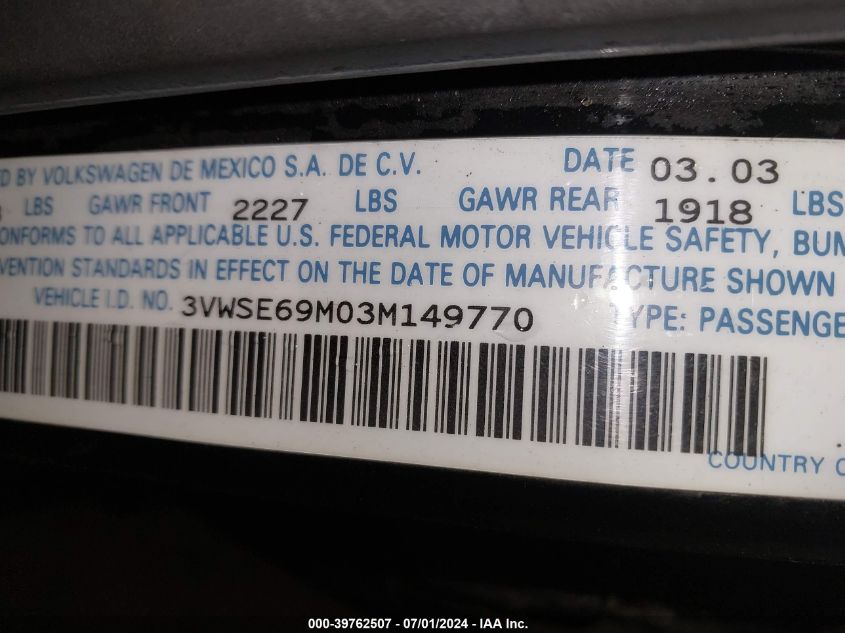 D BY VOLKSWAGEN DE MEXICO S.A. DE C.V. DATE 03.03
LBS GAWR FRONT 2227 LBS GAWR REAR 1918 LBS
ONFORMS TO ALL APPLICABLE U.S. FEDERAL MOTOR VEHICLE SAFETY, BUM
VENTION STANDARDS IN EFFECT ON THE DATE OF MANUFACTURE SHOWN
VEHICLE I.D. NO. 3VWSE69M03M149770 TYPE: PASSENGE
COUNTRY O
000-39762507 - 07/01/2024 - IAA Inc.